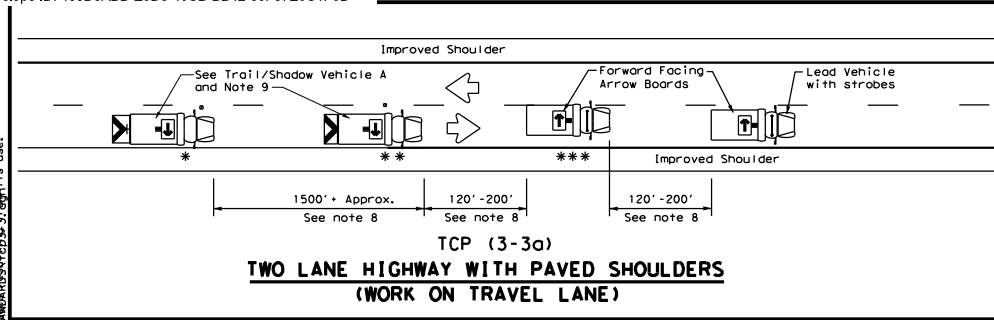 Improved Shoulder
See Trail/Shadow Vehicle A
and Note 9
Forward Facing
Arrow Boards
Lead Vehicle
with strobes
*
* *
***
Improved Shoulder
1500'+ Approx.
See note 8
120'-200'
See note 8
120'-200'
See note 8
TCP (3-3a)
TWO LANE HIGHWAY WITH PAVED SHOULDERS
(WORK ON TRAVEL LANE)